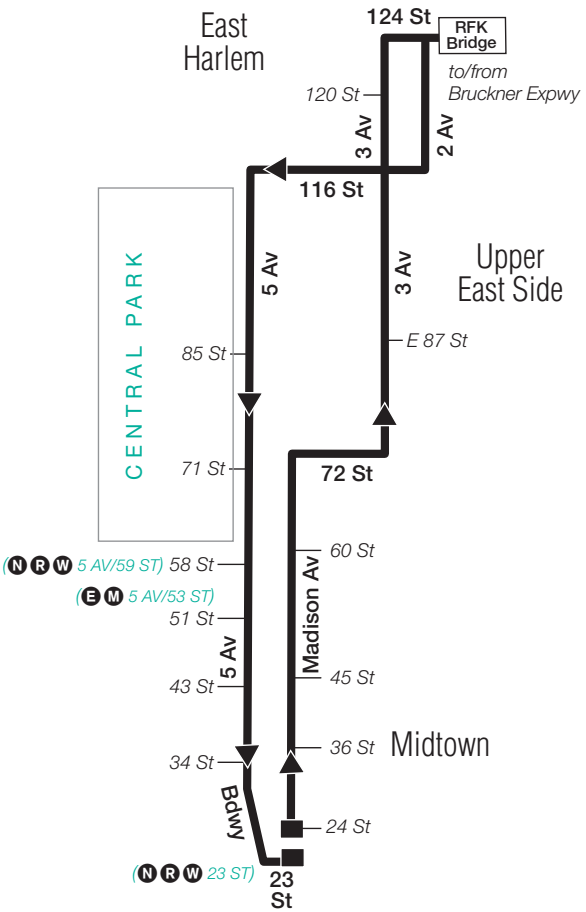 124 St
East
Harlem
RFK
Bridge
to/from
Bruckner Expwy
120 St
3 Av
2 Av
116 St
CENTRAL PARK
5 Av
3 Av
Upper
East Side
E 87 St
85 St
71 St
72 St
60 St
(N R W 5 AV/59 ST) 58 St
(E M 5 AV/53 ST)
51 St
5 Av
Madison Av
45 St
43 St
36 St
Midtown
34 St
Bdwy
24 St
(N R W 23 ST)
23
St